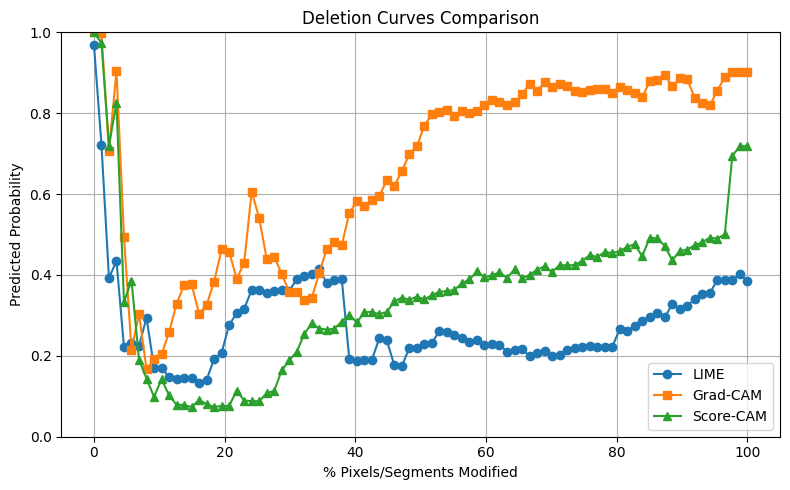 Deletion Curves Comparison
Predicted Probability
1.0
0.8
0.6
0.4
0.2
0.0
0
20
40
60
80
100
% Pixels/Segments Modified
LIME
Grad-CAM
Score-CAM